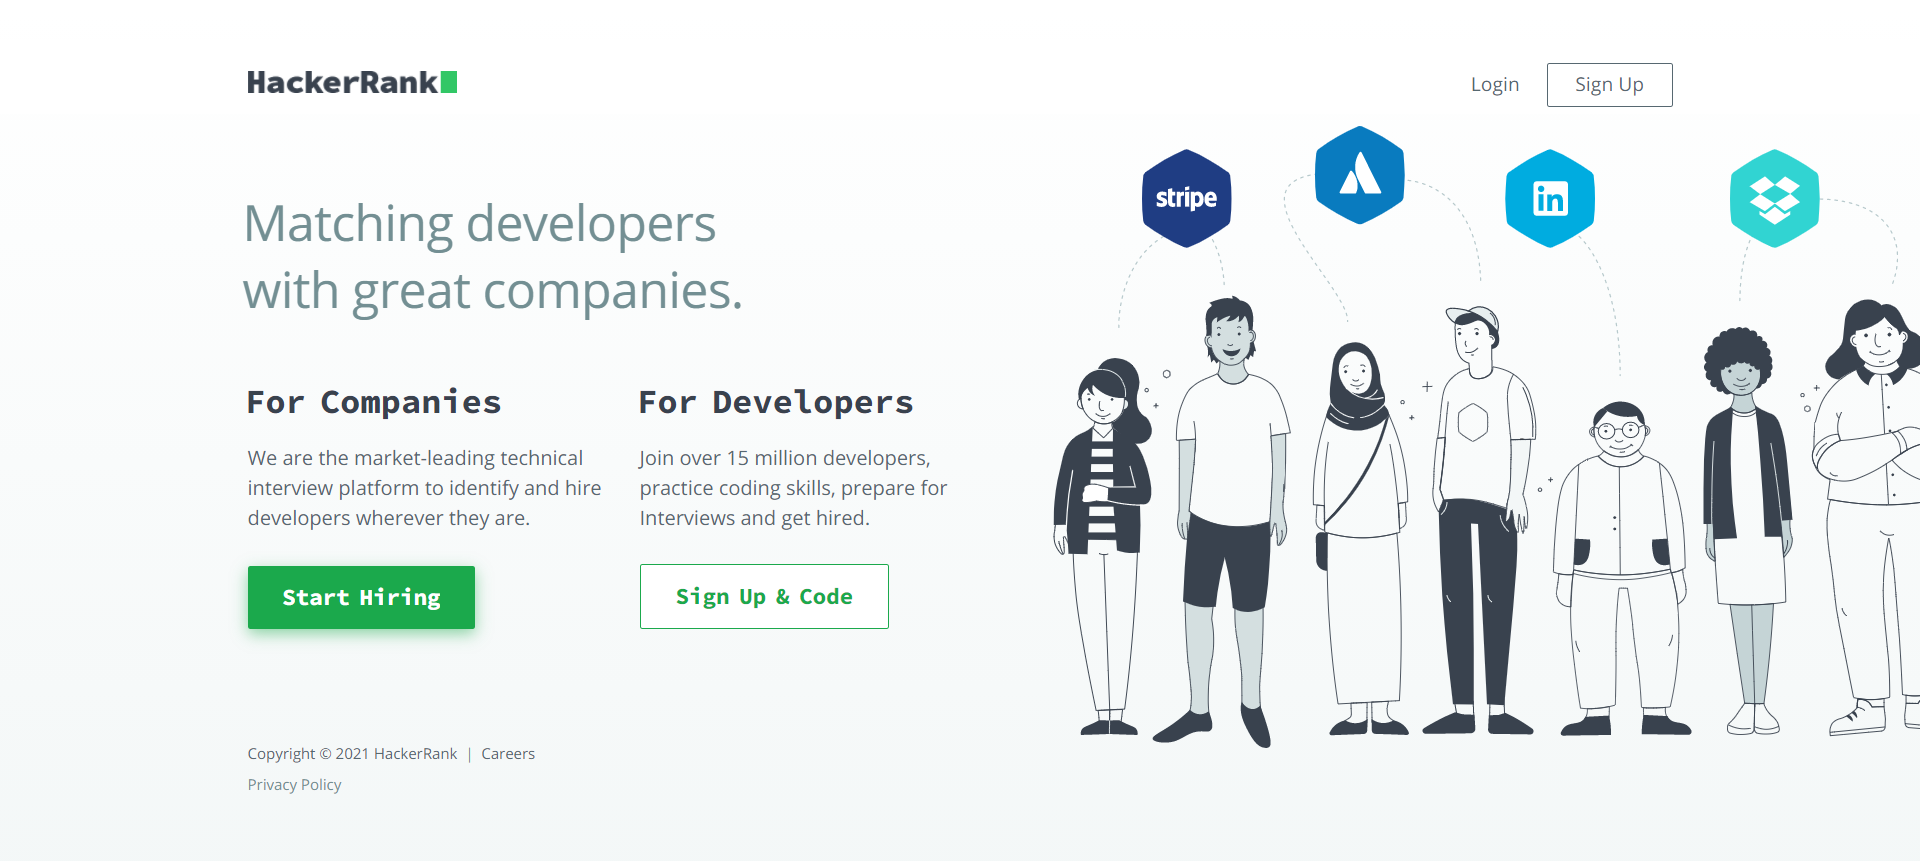 HackerRank
Login
Sign Up
stripe
in
Matching developers
with great companies.
For Companies
We are the market-leading technical
interview platform to identify and hire
developers wherever they are.
Start Hiring
For Developers
Join over 15 million developers,
practice coding skills, prepare for
Interviews and get hired.
Sign Up & Code
Copyright © 2021 HackerRank | Careers
Privacy Policy